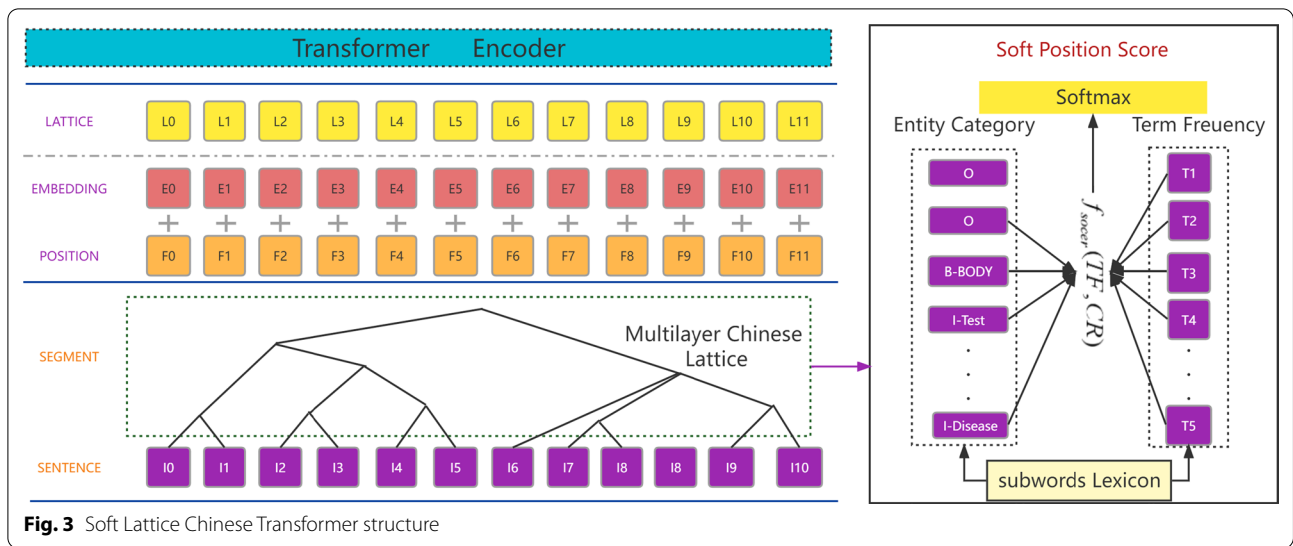 Transformer Encoder
LATTICE L0 L1 L2 L3 L4 L5 L6 L7 L8 L9 L10 L11
EMBEDDING E0 E1 E2 E3 E4 E5 E6 E7 E8 E9 E10 E11
+ + + + + + + + + + + +
POSITION F0 F1 F2 F3 F4 F5 F6 F7 F8 F9 F10 F11
SEGMENT
Multilayer Chinese
Lattice
SENTENCE I0 I1 I2 I3 I4 I5 I6 I7 I8 I8 I9 I10
Soft Position Score
Softmax
Entity Category
Term Freuency
O
O
B-BODY
I-Test
.
.
.
I-Disease
f_socer(TF,CR)
T1
T2
T3
T4
.
.
.
T5
subwords Lexicon
Fig. 3 Soft Lattice Chinese Transformer structure